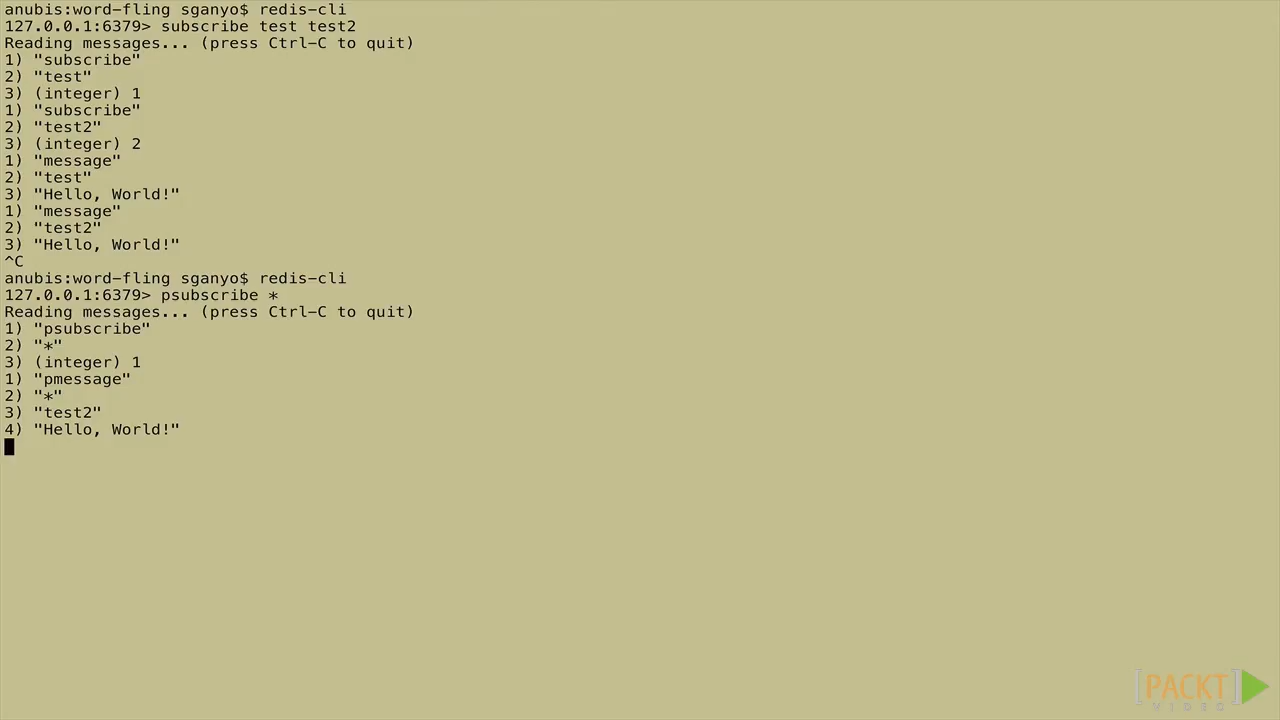 anubis:word-fling sganyo$ redis-cli
127.0.0.1:6379> subscribe test test2
Reading messages... (press Ctrl-C to quit)
1) "subscribe"
2) "test"
3) (integer) 1
1) "subscribe"
2) "test2"
3) (integer) 2
1) "message"
2) "test"
3) "Hello, World!"
1) "message"
2) "test2"
3) "Hello, World!"
^C
anubis:word-fling sganyo$ redis-cli
127.0.0.1:6379> psubscribe *
Reading messages... (press Ctrl-C to quit)
1) "psubscribe"
2) "*"
3) (integer) 1
1) "pmessage"
2) "*"
3) "test2"
4) "Hello, World!"
[PACKT]
VIDEO